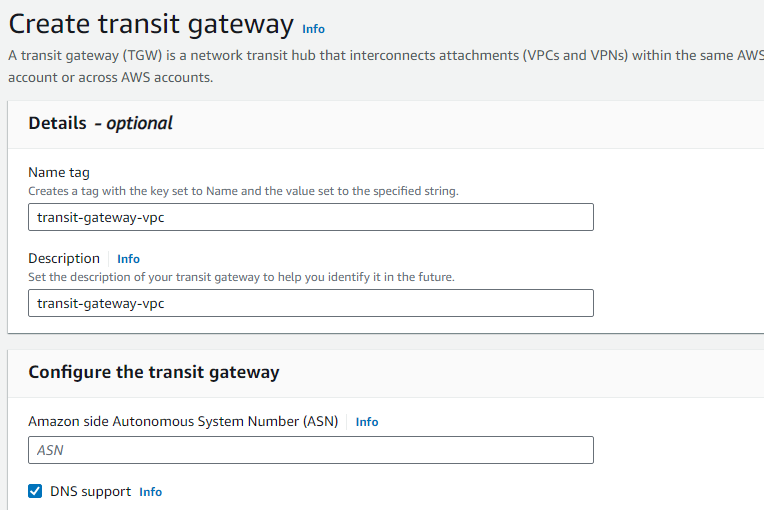 Create transit gateway Info
A transit gateway (TGW) is a network transit hub that interconnects attachments (VPCs and VPNs) within the same AWS
account or across AWS accounts.
Details - optional
Name tag
Creates a tag with the key set to Name and the value set to the specified string.
transit-gateway-vpc
Description Info
Set the description of your transit gateway to help you identify it in the future.
transit-gateway-vpc
Configure the transit gateway
Amazon side Autonomous System Number (ASN) Info
ASN
DNS support Info